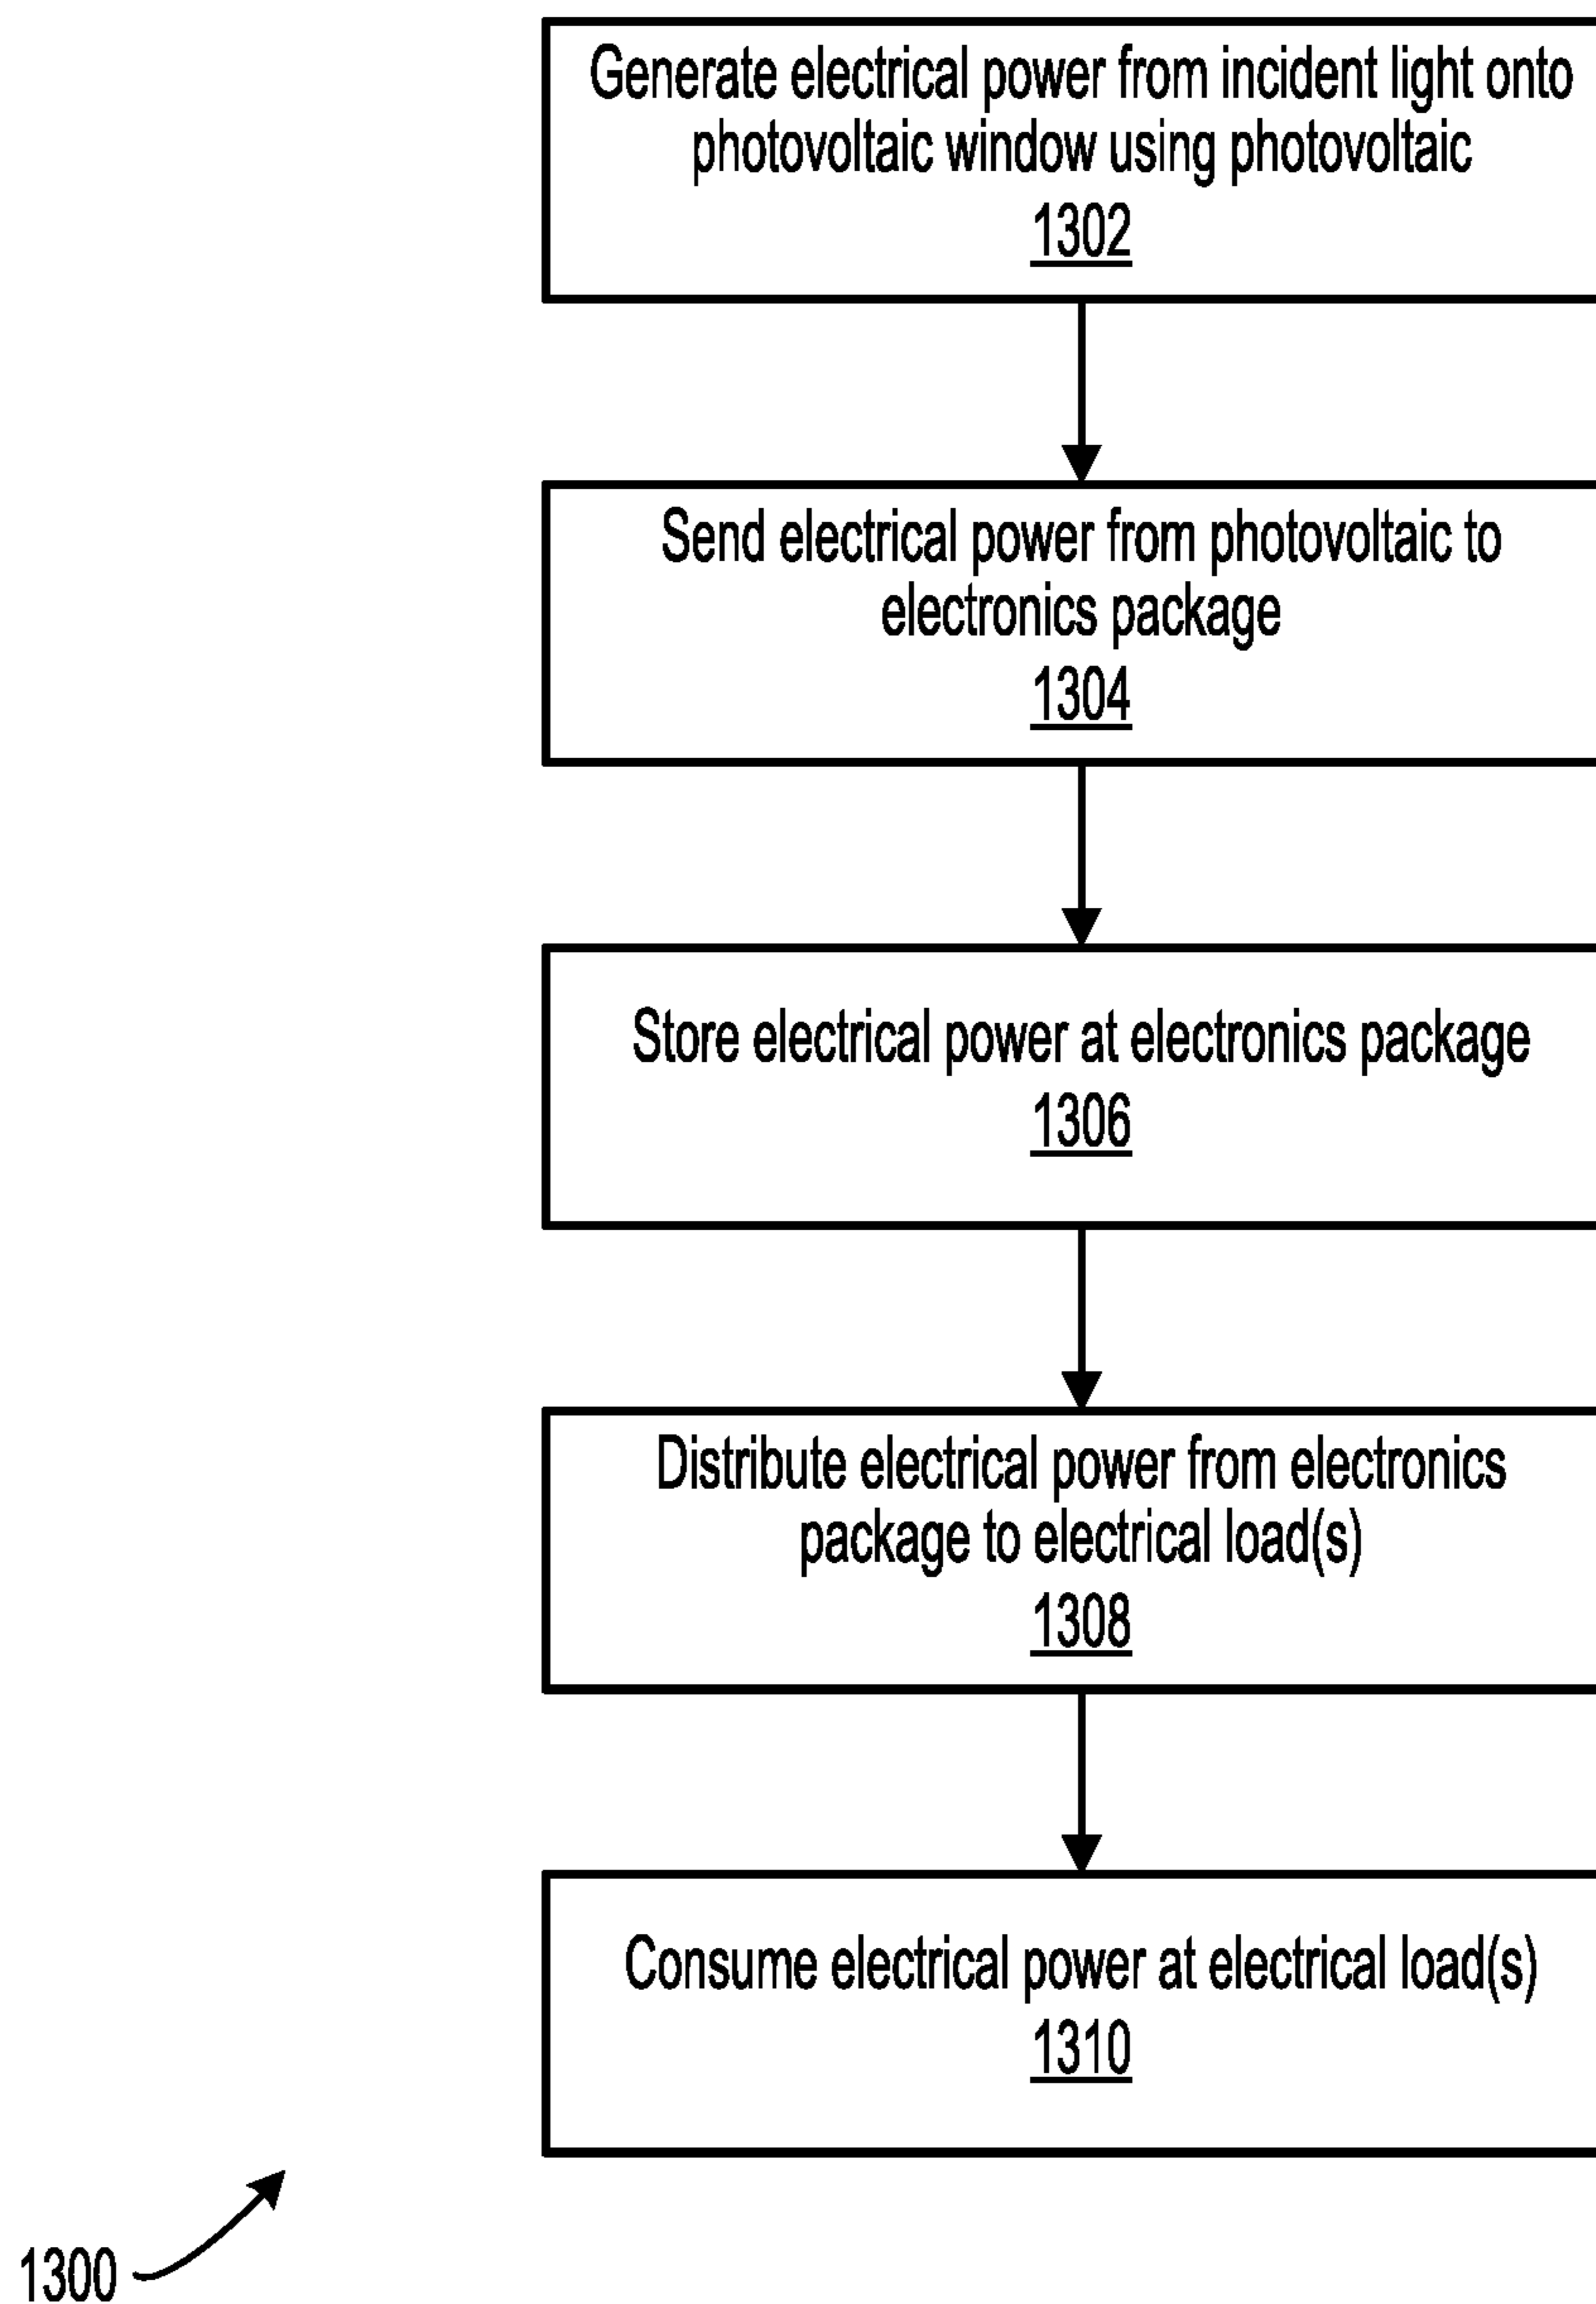 Generate electrical power from incident light onto
photovoltaic window using photovoltaic
1302
Send electrical power from photovoltaic to
electronics package
1304
Store electrical power at electronics package
1306
Distribute electrical power from electronics
package to electrical load(s)
1308
Consume electrical power at electrical load(s)
1310
1300